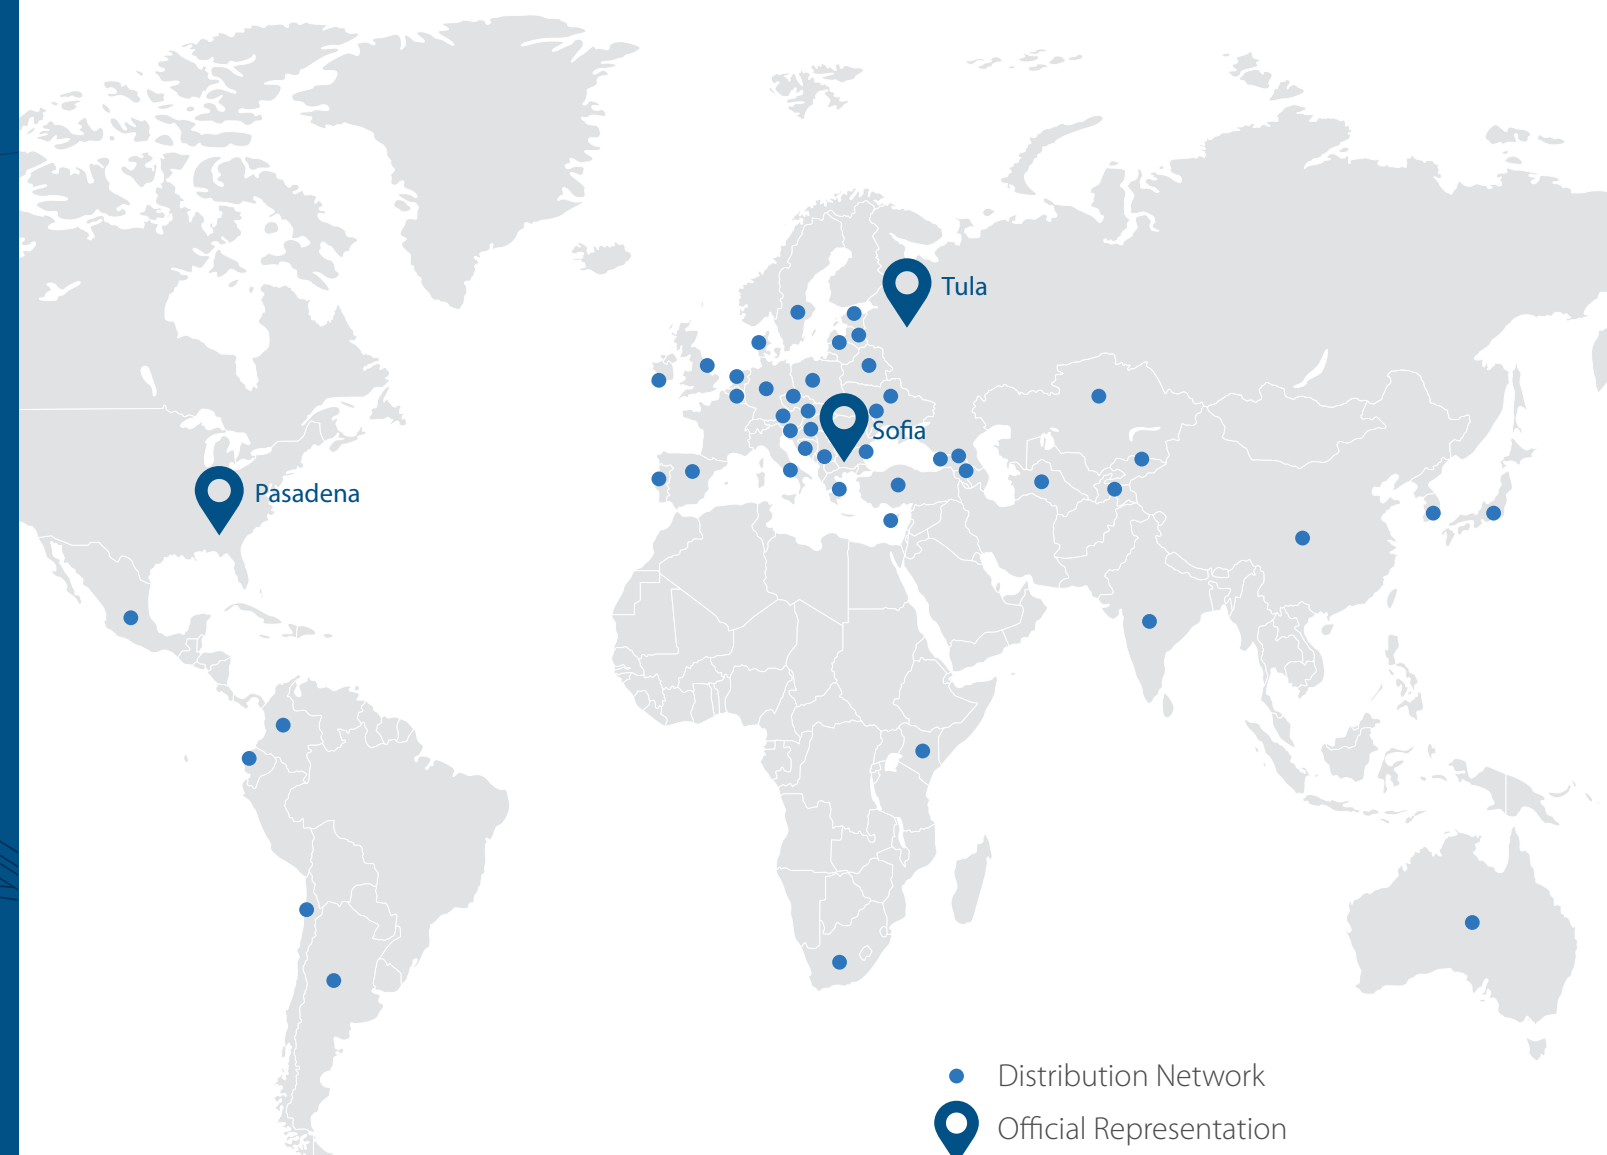 Tula
Sofia
Pasadena
Distribution Network
Official Representation